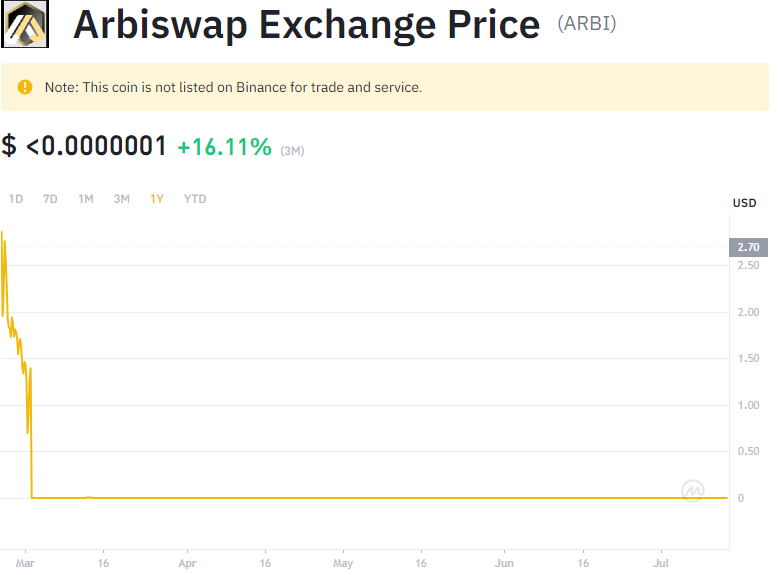 Arbiswap Exchange Price (ARBI)
Note: This coin is not listed on Binance for trade and service.
$ <0.0000001 +16.11% (3M)
1D 7D 1M 3M 1Y YTD
USD
2.70
2.50
2.00
1.50
1.00
0.50
0
Mar 16 Apr 16 May 16 Jun 16 Jul